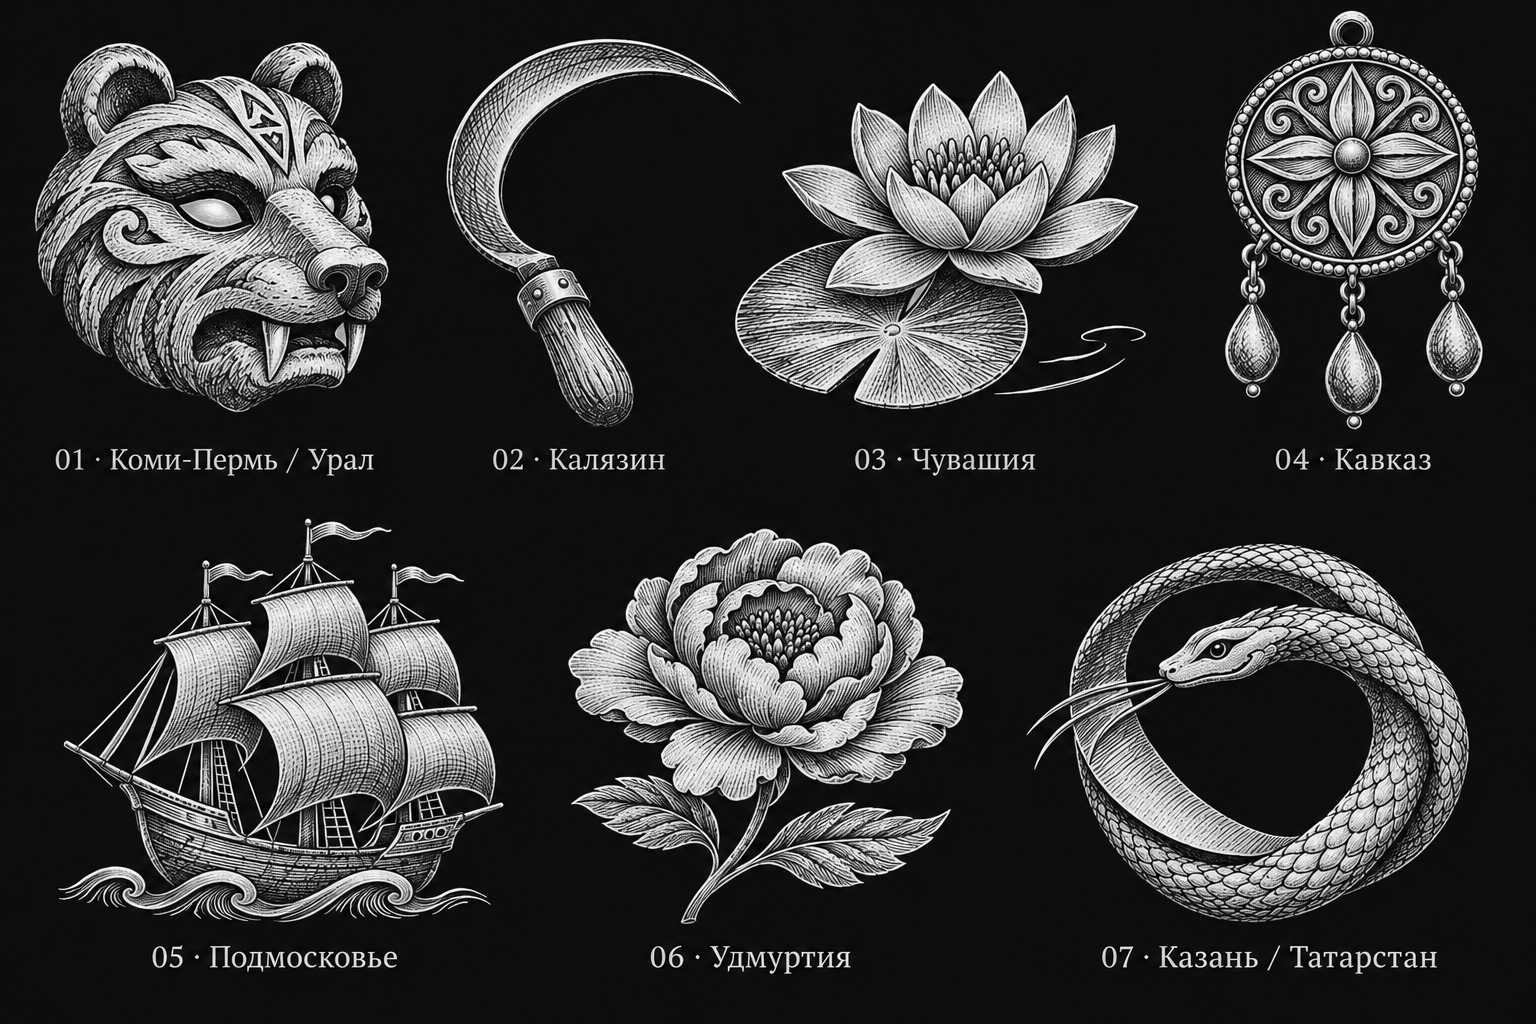 01 · Коми-Пермь / Урал
02 · Калязин
03 · Чувашия
04 · Кавказ
05 · Подмосковье
06 · Удмуртия
07 · Казань / Татарстан